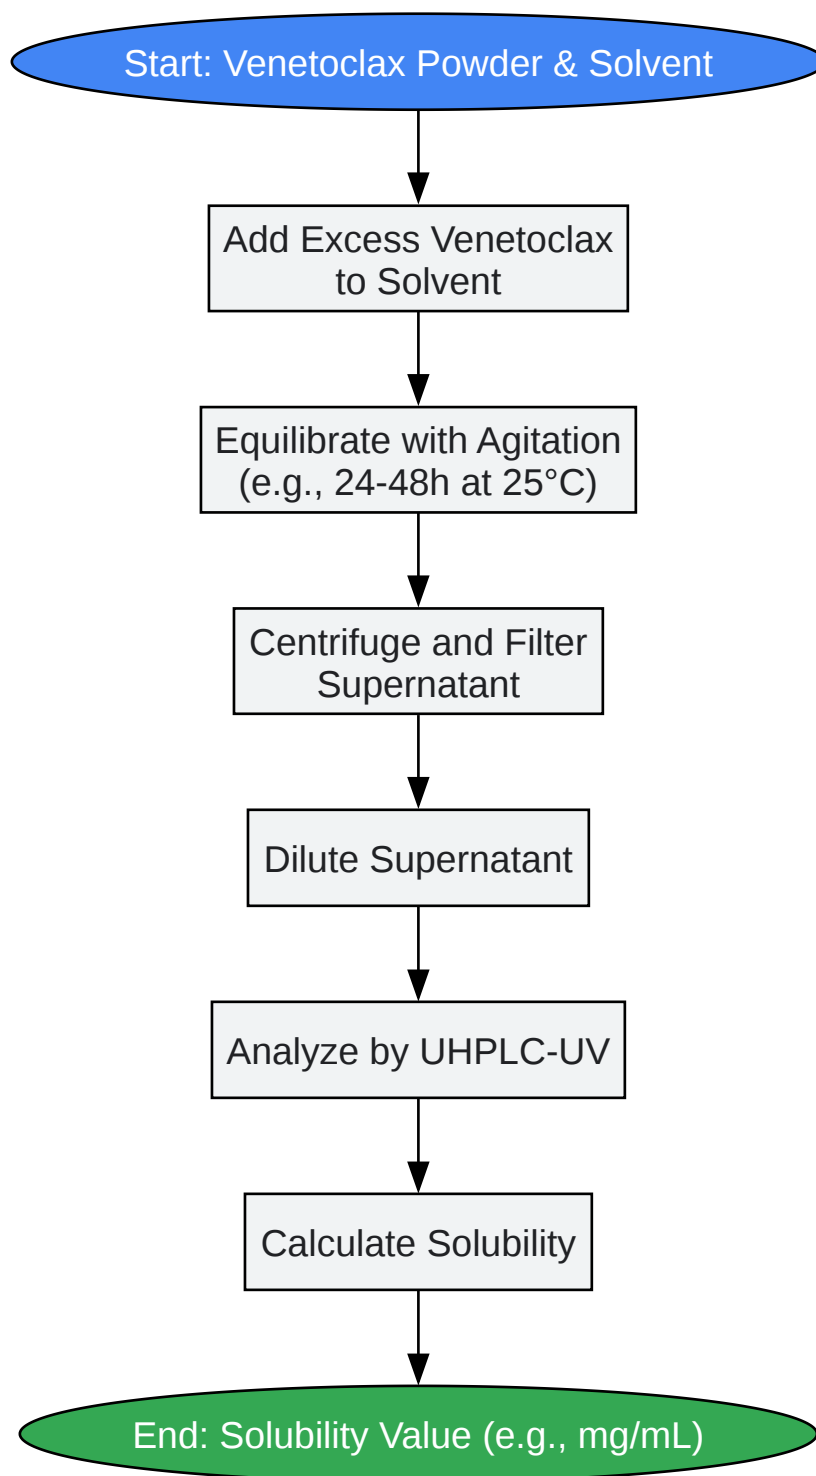 Start: Venetoclax Powder & Solvent
Add Excess Venetoclax
to Solvent
Equilibrate with Agitation
(e.g., 24-48h at 25°C)
Centrifuge and Filter
Supernatant
Dilute Supernatant
Analyze by UHPLC-UV
Calculate Solubility
End: Solubility Value (e.g., mg/mL)